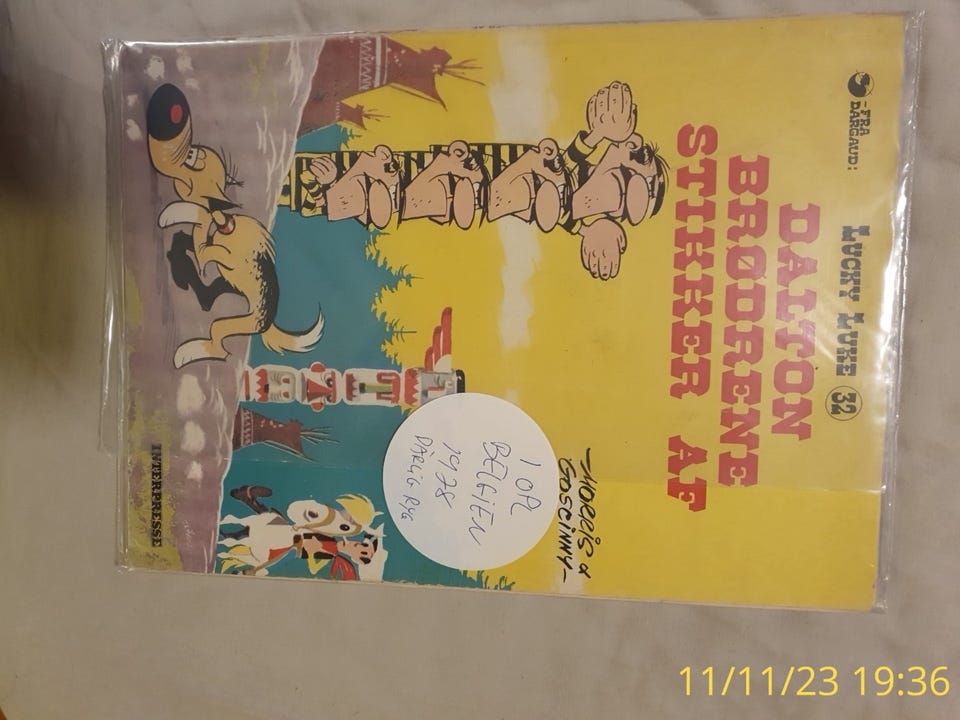 -FRA
DARGAUD:
LUCKY LUKE 32
DALTON
BRØDRENE
STIKKER AF
-MORRIS &
GOSCINNY-
1 OPL
BELGIEN
1978
DÅRLIG RYG
INTERPRESSE
11/11/23 19:36